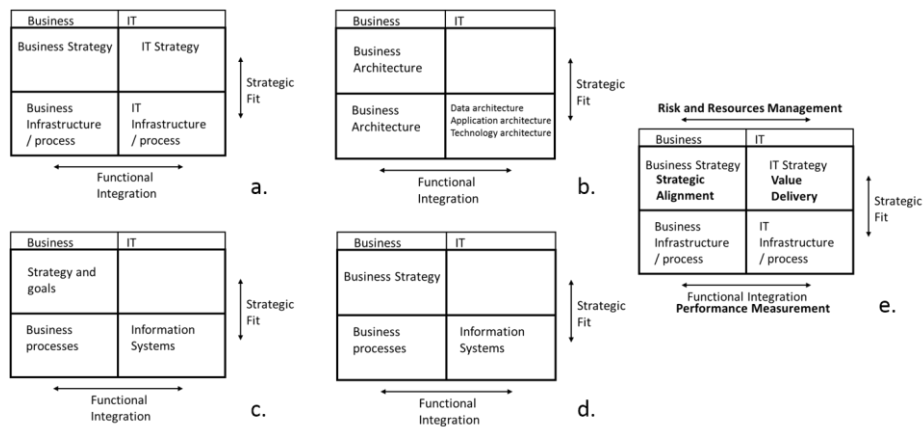 Business IT
Business Strategy IT Strategy
Business
Infrastructure
/ process
IT
Infrastructure
/ process
Strategic
Fit
Functional
Integration
a.
Business IT
Business
Architecture
Business
Architecture
Data architecture
Application architecture
Technology architecture
Strategic
Fit
Functional
Integration
b.
Business IT
Strategy and
goals
Business
processes
Information
Systems
Strategic
Fit
Functional
Integration
c.
Business IT
Business Strategy
Business
processes
Information
Systems
Strategic
Fit
Functional
Integration
d.
Risk and Resources Management
Business IT
Business Strategy
Strategic
Alignment
IT Strategy
Value
Delivery
Business
Infrastructure
/ process
IT
Infrastructure
/ process
Strategic
Fit
Functional Integration
Performance Measurement
e.